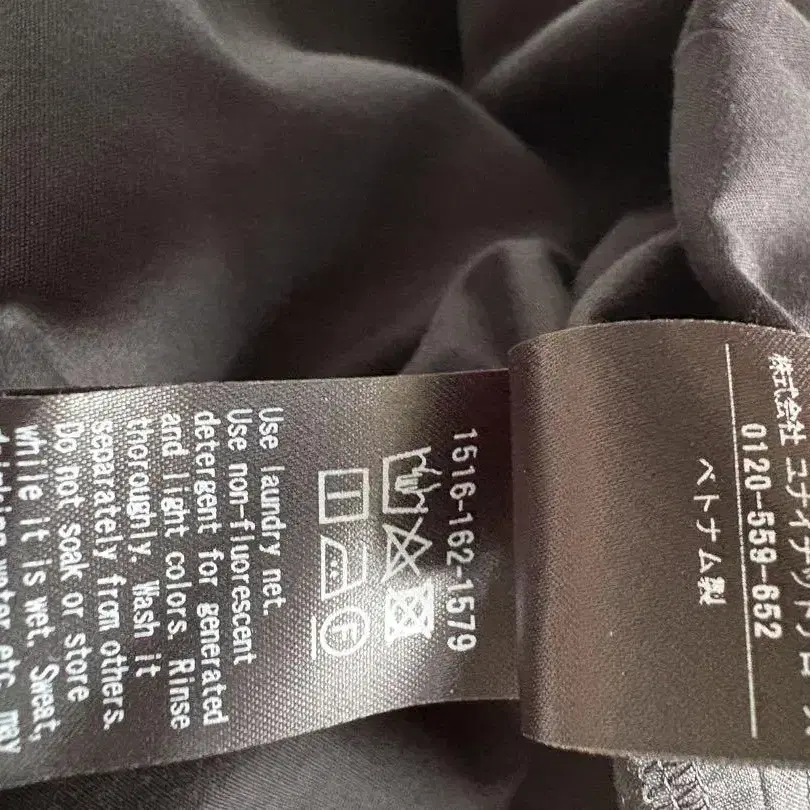 1516-162-1579
Use laundry net.
Use non-fluorescent
detergent for generated
and light colors. Rinse
thoroughly. Wash it
separately from others.
Do not soak or store
while it is wet. Sweat,
may
株式会社
0120-559-652
ベトナム製